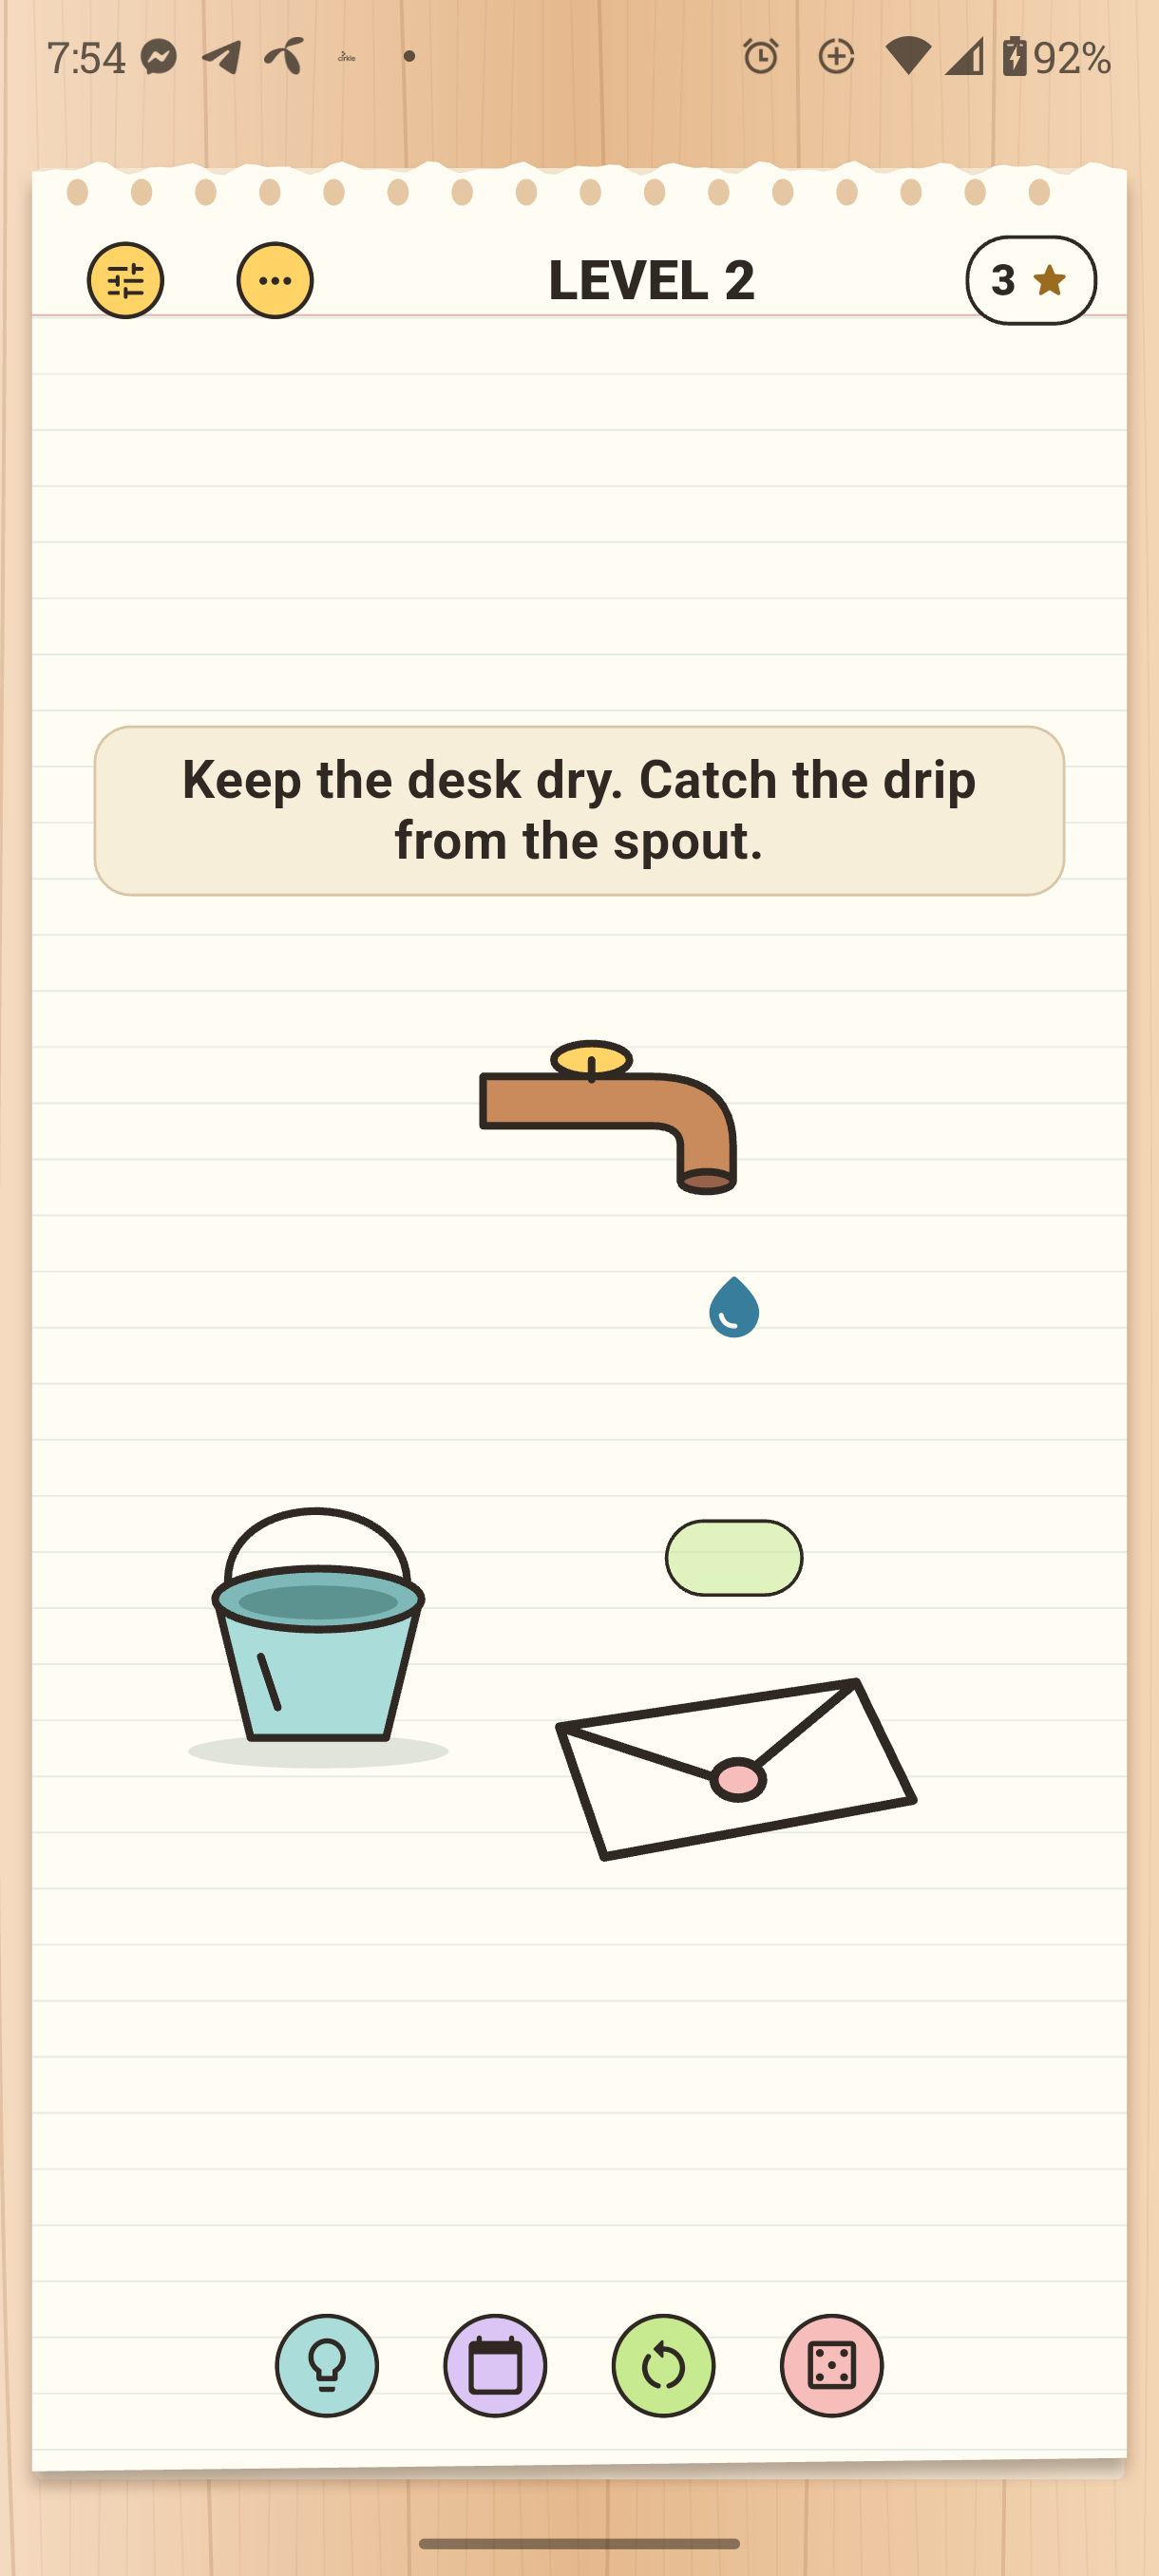 7:54
92%
LEVEL 2
3
Keep the desk dry. Catch the drip
from the spout.